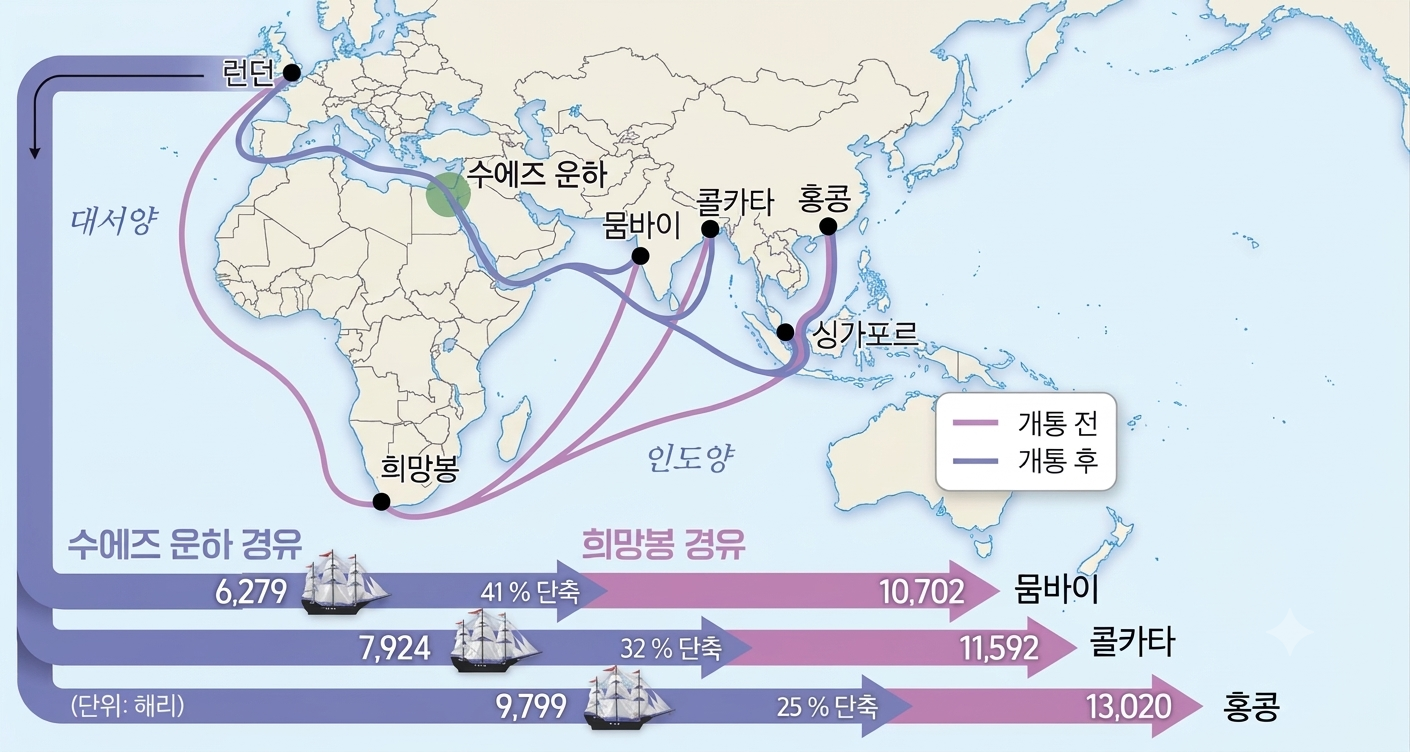 런던
수에즈 운하
대서양
뭄바이
콜카타
홍콩
싱가포르
개통 전
개통 후
인도양
희망봉
수에즈 운하 경유
희망봉 경유
6,279
41 % 단축
10,702
뭄바이
7,924
32 % 단축
11,592
콜카타
(단위: 해리)
9,799
25 % 단축
13,020
홍콩